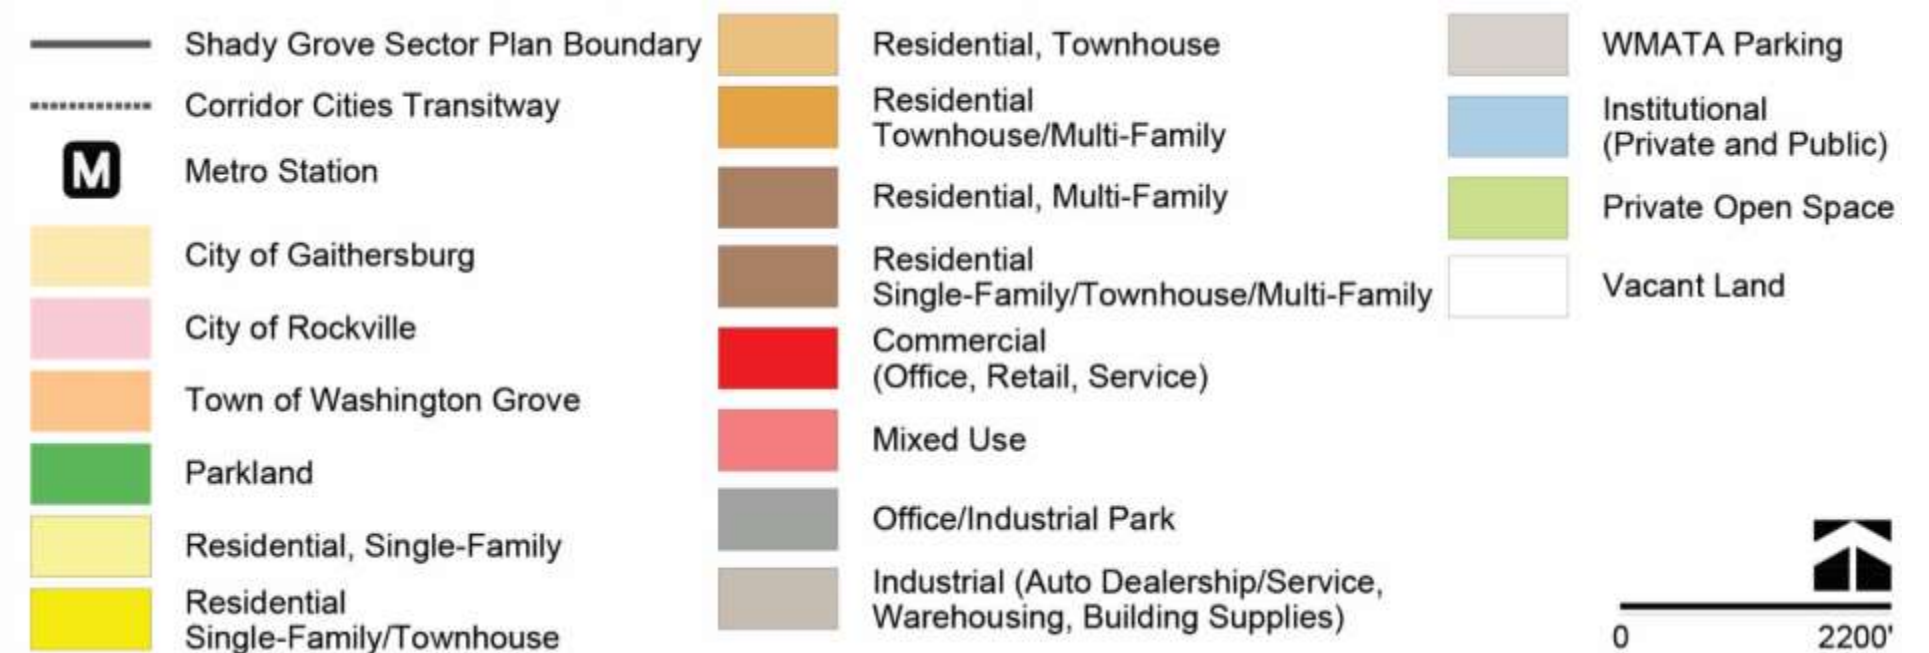 Shady Grove Sector Plan Boundary
Corridor Cities Transitway
M
Metro Station
City of Gaithersburg
City of Rockville
Town of Washington Grove
Parkland
Residential, Single-Family
Residential
Single-Family/Townhouse
Residential, Townhouse
Residential
Townhouse/Multi-Family
Residential, Multi-Family
Residential
Single-Family/Townhouse/Multi-Family
Commercial
(Office, Retail, Service)
Mixed Use
Office/Industrial Park
Industrial (Auto Dealership/Service,
Warehousing, Building Supplies)
WMATA Parking
Institutional
(Private and Public)
Private Open Space
Vacant Land
0 2200'